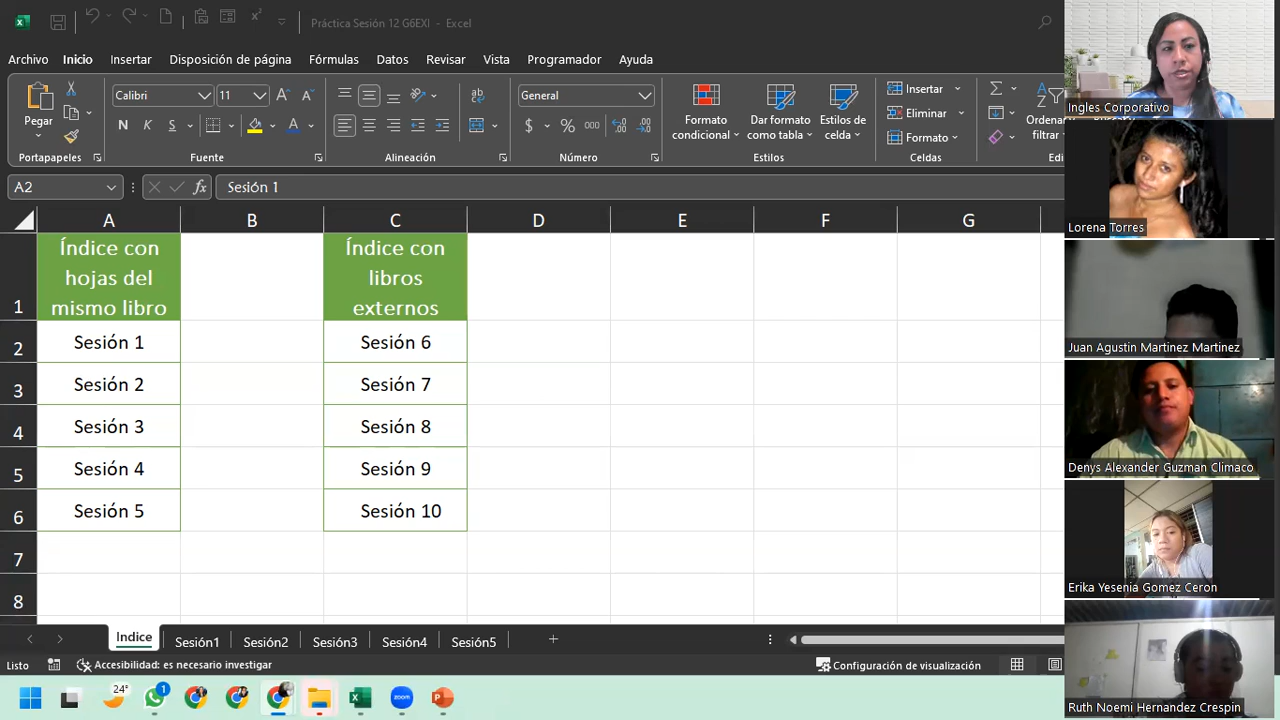 Práctica Sesión 12 G6EXI - Excel
Archivo Inicio Insertar Disposición de página Fórmulas Revisar Vista Programador Ayuda
Pegar
Calibri 11
N K S
General
$ % 000
Formato condicional
Dar formato como tabla
Estilos de celda
Insertar
Eliminar
Formato
Portapapeles Fuente Alineación Número Estilos Celdas
A2 fx Sesión 1
A B C D E F G
1 Índice con hojas del mismo libro Índice con libros externos
2 Sesión 1 Sesión 6
3 Sesión 2 Sesión 7
4 Sesión 3 Sesión 8
5 Sesión 4 Sesión 9
6 Sesión 5 Sesión 10
7
8
Indice Sesión1 Sesión2 Sesión3 Sesión4 Sesión5
Listo Accesibilidad: es necesario investigar Configuración de visualización
24° 1 zoom
Ingles Corporativo
Lorena Torres
Juan Agustin Martinez Martinez
Denys Alexander Guzman Climaco
Erika Yesenia Gomez Ceron
Ruth Noemi Hernandez Crespin